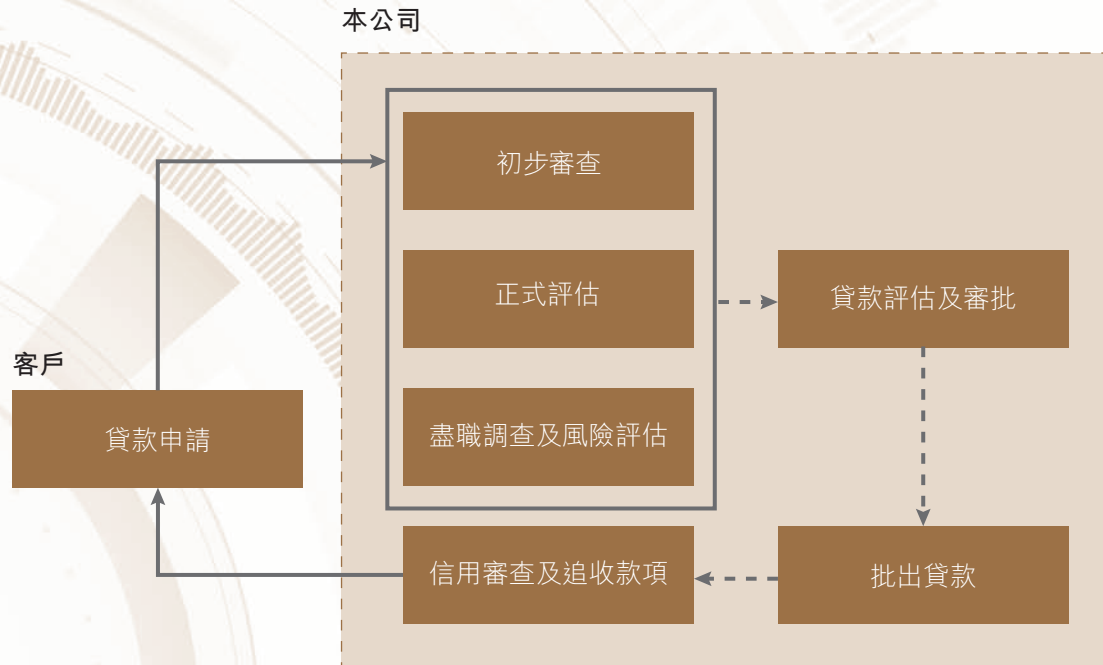 本公司
初步審查
正式評估
貸款評估及審批
客戶
貸款申請
盡職調查及風險評估
信用審查及追收款項
批出貸款